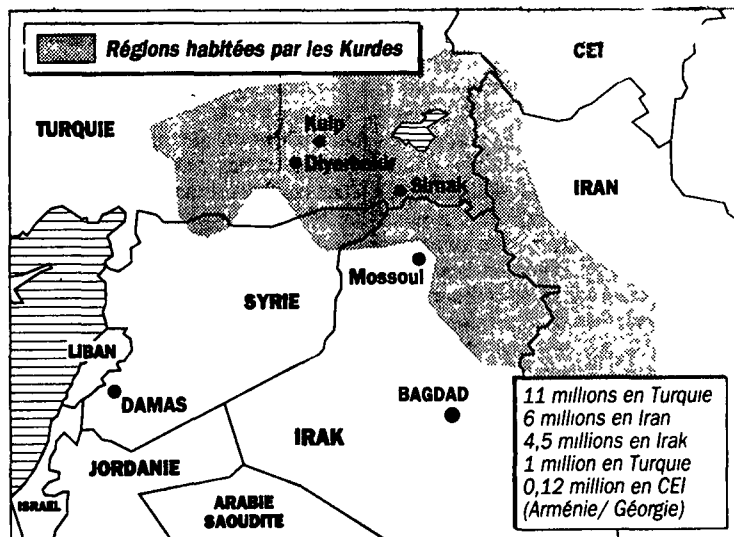 Régions habitées par les Kurdes
CEI
TURQUIE
Kulp
Diyarbakir
Sirnak
IRAN
Mossoul
SYRIE
LIBAN
DAMAS
BAGDAD
IRAK
JORDANIE
ISRAEL
ARABIE
SAOUDITE
11 millions en Turquie
6 millions en Iran
4,5 millions en Irak
1 million en Turquie
0,12 million en CEI
(Arménie/ Géorgie)